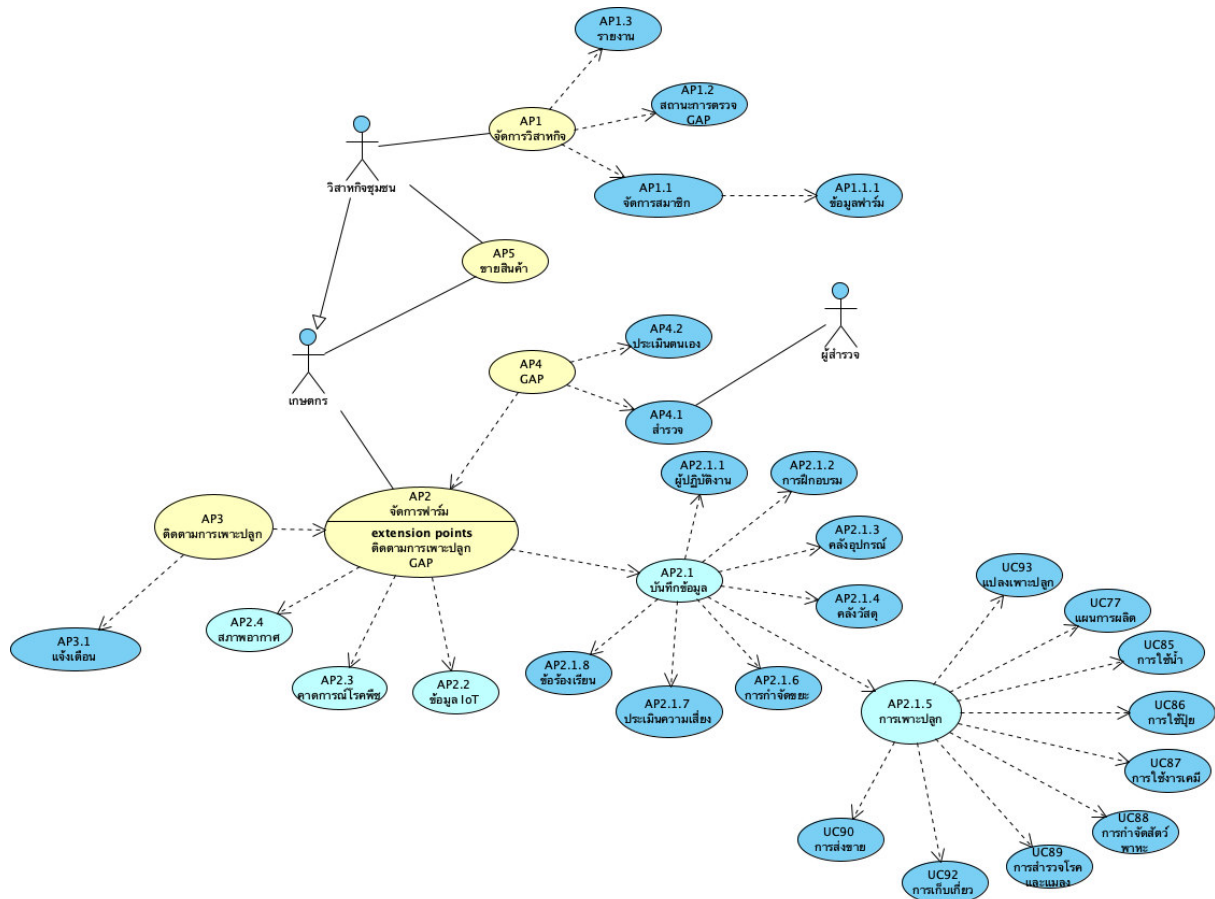 AP1.3
รายงาน
AP1.2
สถานะการตรวจ
GAP
AP1
จัดการวิสาหกิจ
วิสาหกิจชุมชน
AP1.1
จัดการสมาชิก
AP1.1.1
ข้อมูลฟาร์ม
AP5
ขายสินค้า
ผู้สำรวจ
AP4.2
ประเมินตนเอง
AP4
GAP
เกษตกร
AP4.1
สำรวจ
AP2.1.1
ผู้ปฏิบัติงาน
AP2.1.2
การฝึกอบรม
AP3
ติดตามการเพาะปลูก
AP2
จัดการฟาร์ม
extension points
ติดตามการเพาะปลูก
GAP
AP2.1.3
คลังอุปกรณ์
AP2.1
บันทึกข้อมูล
AP2.1.4
คลังวัสดุ
UC93
แปลงเพาะปลูก
UC77
แผนการผลิต
AP2.4
สภาพอากาศ
AP3.1
แจ้งเตือน
AP2.3
คาดการณ์โรคพืช
AP2.2
ข้อมูล IoT
AP2.1.8
ข้อร้องเรียน
AP2.1.7
ประเมินความเสี่ยง
AP2.1.6
การกำจัดขยะ
AP2.1.5
การเพาะปลูก
UC85
การใช้น้ำ
UC86
การใช้ปุ๋ย
UC87
การใช้งารเคมี
UC88
การกำจัดสัตว์
พาหะ
UC90
การส่งขาย
UC92
การเก็บเกี่ยว
UC89
การสำรวจโรค
และแมลง